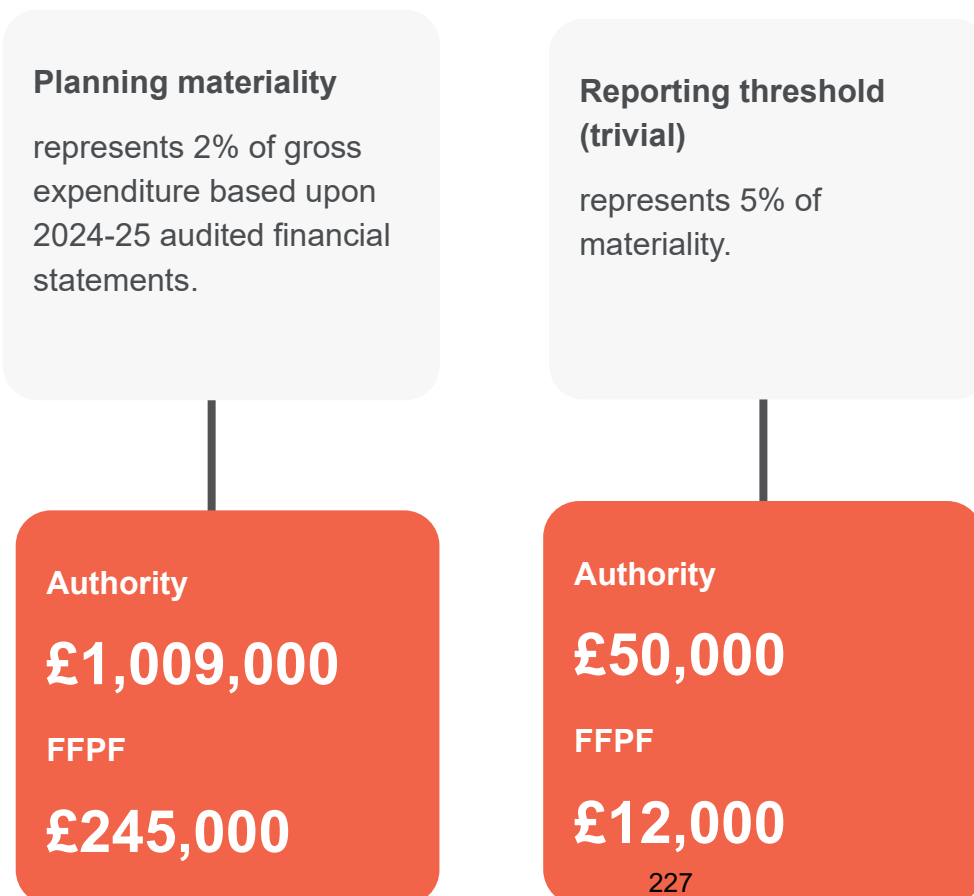 Planning materiality
represents 2% of gross
expenditure based upon
2024-25 audited financial
statements.
Authority
£1,009,000
FFPF
£245,000
Reporting threshold
(trivial)
represents 5% of
materiality.
Authority
£50,000
FFPF
£12,000
227